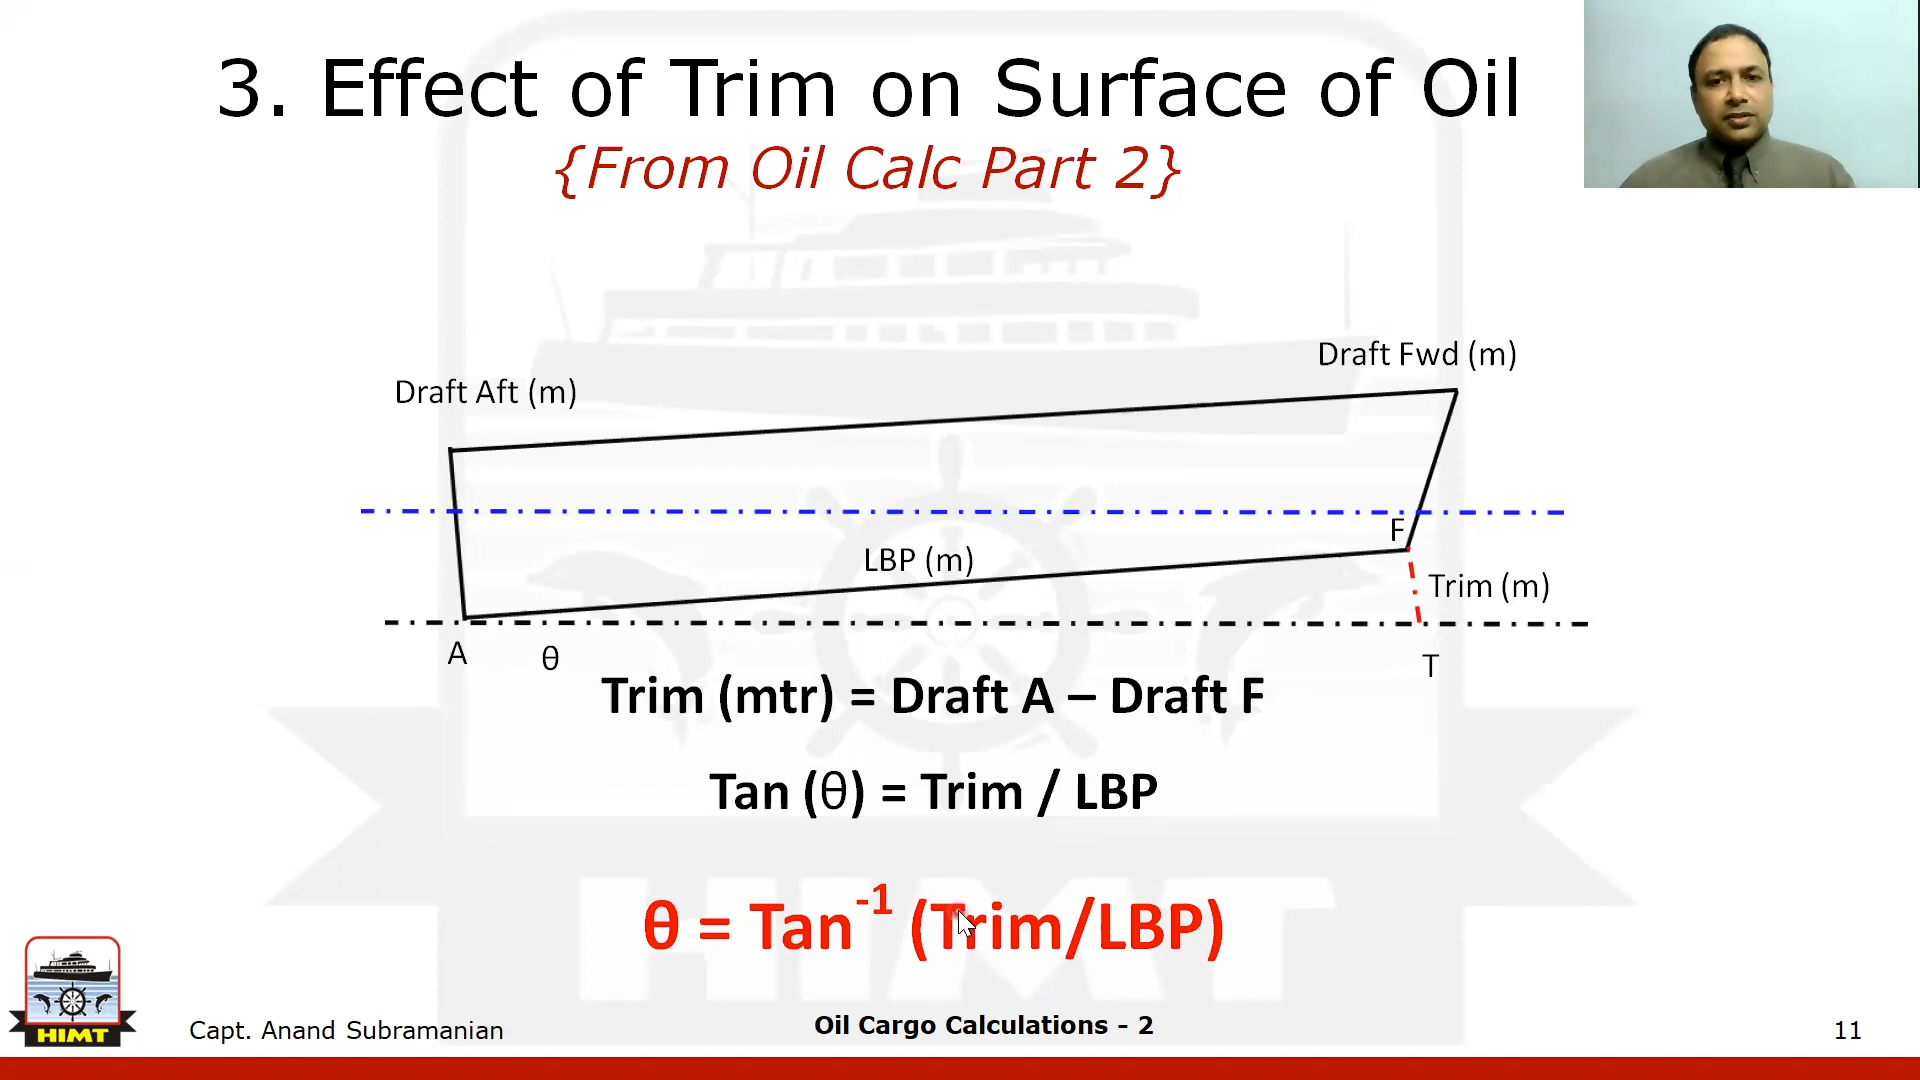 3. Effect of Trim on Surface of Oil
{From Oil Calc Part 2}
Draft Fwd (m)
Draft Aft (m)
F
LBP (m)
Trim (m)
A
θ
T
Trim (mtr) = Draft A – Draft F
Tan (θ) = Trim / LBP
θ = Tan⁻¹ (Trim/LBP)
HIMT
HIMT
Capt. Anand Subramanian
Oil Cargo Calculations - 2
11